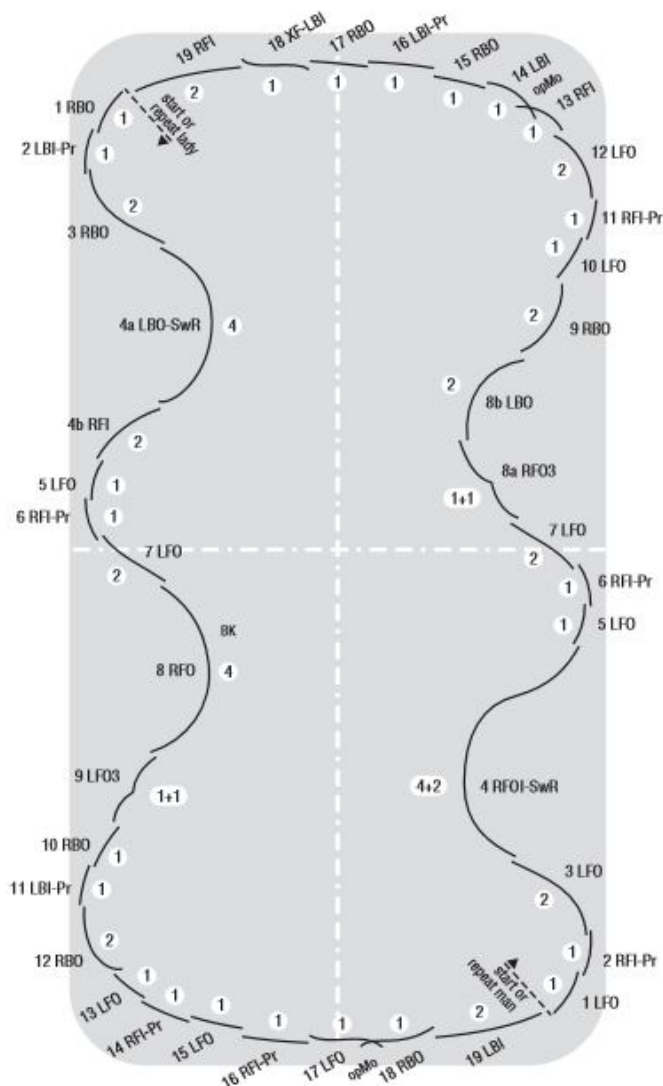 19 RFI
2
18 XF-LBI
1
17 RBO
1
16 LBI-Pr
1
15 RBO
1
14 LBI
1
opMo
13 RFI
1
1 RBO
1
start or
repeat lady
2 LBI-Pr
1
3 RBO
2
4a LBO-SwR
4
4b RFI
2
5 LFO
1
6 RFI-Pr
1
7 LFO
2
BK
8 RFO
4
9 LFO3
1+1
10 RBO
1
11 LBI-Pr
1
12 RBO
2
13 LFO
1
14 RFI-Pr
1
15 LFO
1
16 RFI-Pr
1
17 LFO
1
opMo
18 RBO
1
19 LBI
2
12 LFO
2
11 RFI-Pr
1
10 LFO
1
9 RBO
2
8b LBO
2
8a RFO3
1+1
7 LFO
2
6 RFI-Pr
1
5 LFO
1
4 RFOI-SwR
4+2
3 LFO
2
2 RFI-Pr
1
1 LFO
1
start or
repeat man